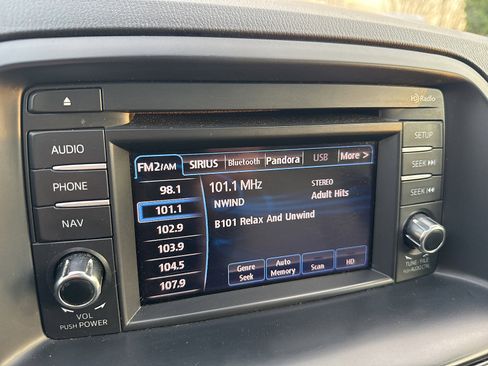 HD Radio
AUDIO
PHONE
NAV
VOL
PUSH POWER
FM2/AM SIRIUS Bluetooth Pandora USB More >
98.1
101.1
102.9
103.9
104.5
107.9
101.1 MHz
STEREO
NWIND
Adult Hits
B101 Relax And Unwind
Genre Seek
Auto Memory
Scan
HD
SETUP
SEEK
SEEK
TUNE · FILE
AUDIO CTRL